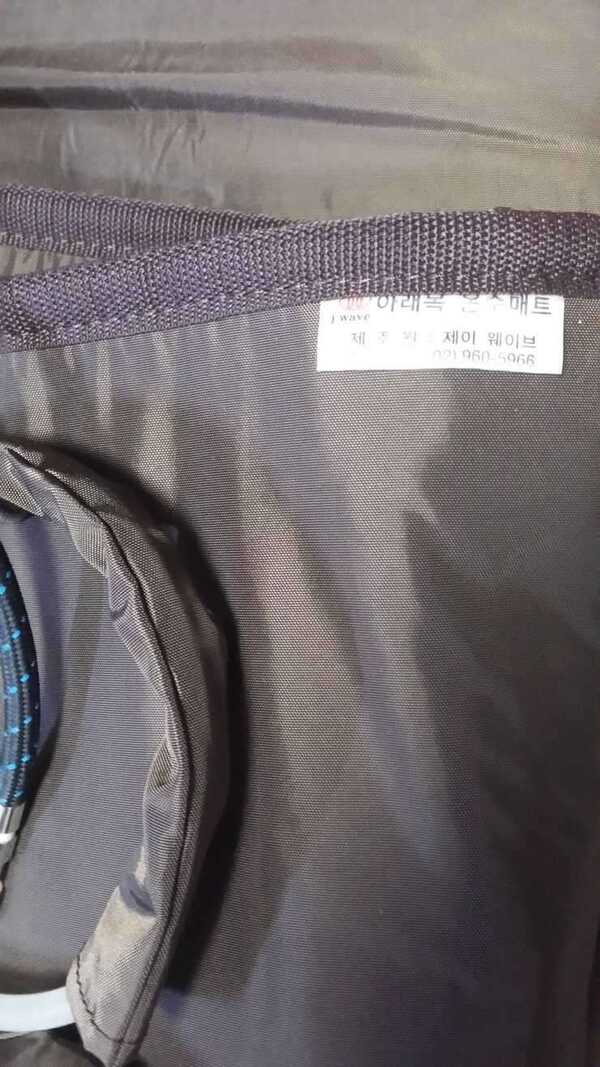 아래목 온수매트
j wave
제 조 원 : 제이 웨이브
02) 960-5966